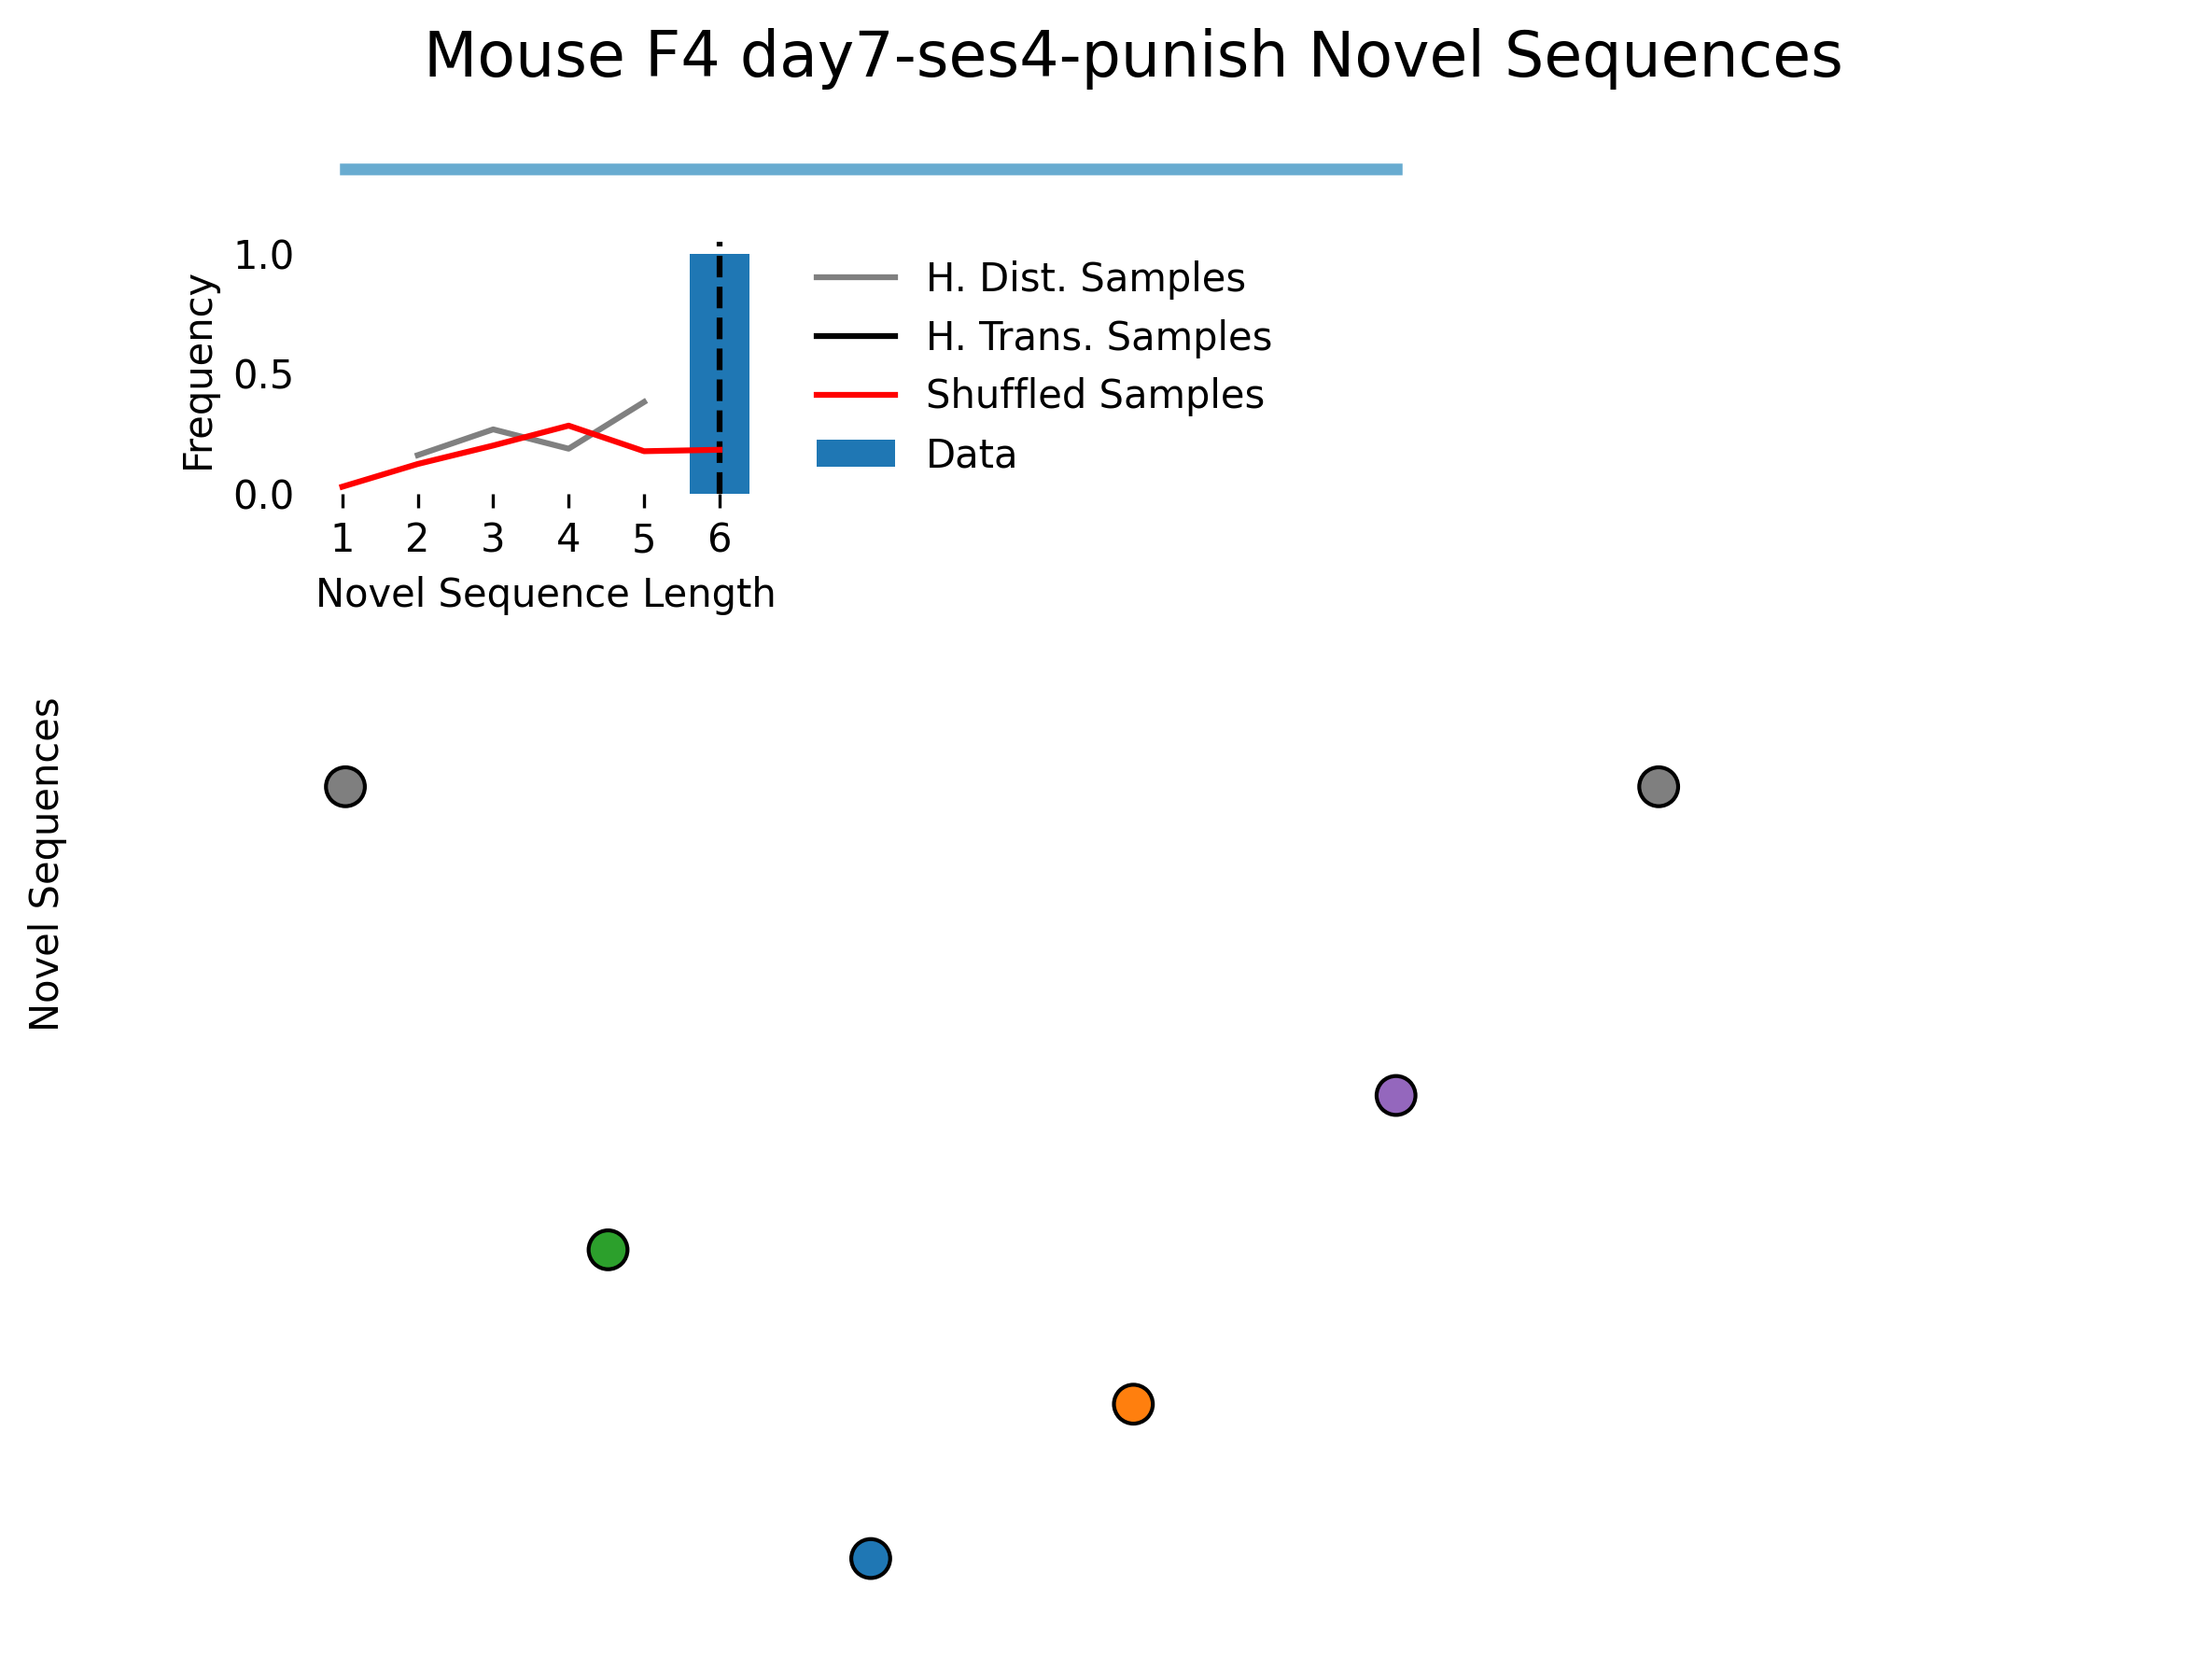 Mouse F4 day7-ses4-punish Novel Sequences
1.0
0.5
0.0
Frequency
1 2 3 4 5 6
Novel Sequence Length
H. Dist. Samples
H. Trans. Samples
Shuffled Samples
Data
Novel Sequences